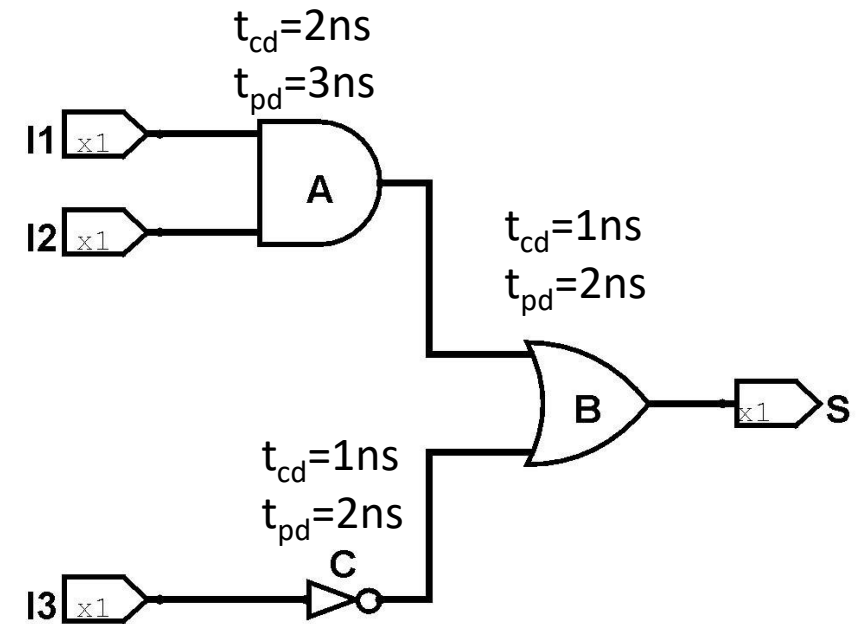 t_cd=2ns
t_pd=3ns
I1 x1
A
I2 x1
t_cd=1ns
t_pd=2ns
B
x1 S
t_cd=1ns
t_pd=2ns
C
I3 x1